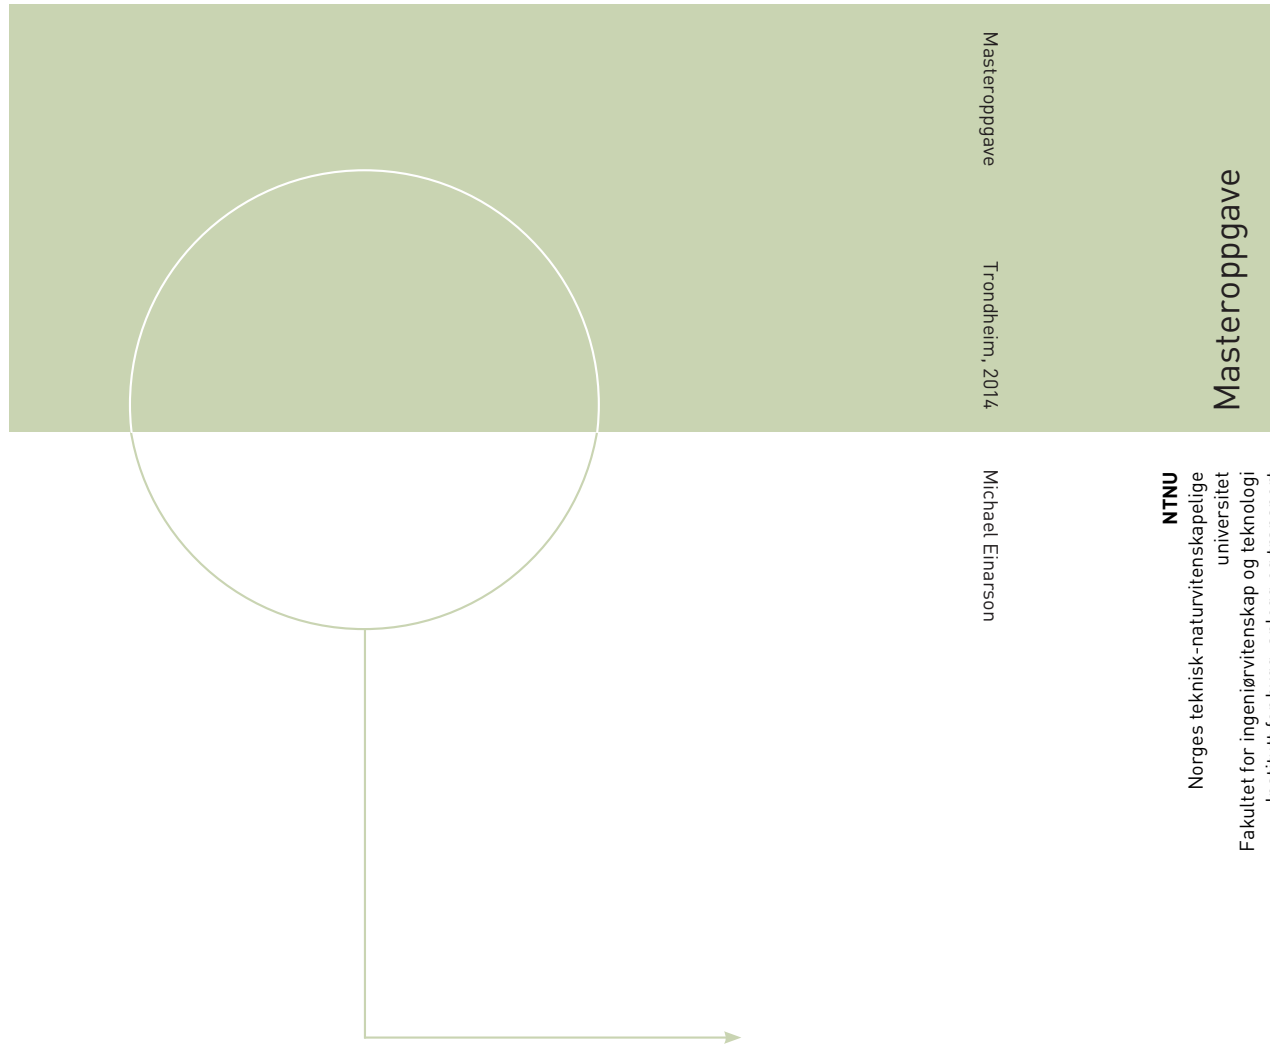 Masteroppgave
Trondheim, 2014
Michael Einarson
Masteroppgave
NTNU
Norges teknisk-naturvitenskapelige
universitet
Fakultet for ingeniørvitenskap og teknologi